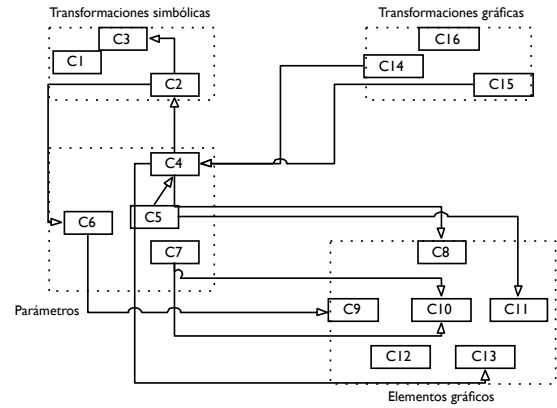 Transformaciones simbólicas
Transformaciones gráficas
C3
C16
C1
C14
C2
C15
C4
C6
C5
C7
C8
Parámetros
C9
C10
C11
C12
C13
Elementos gráficos